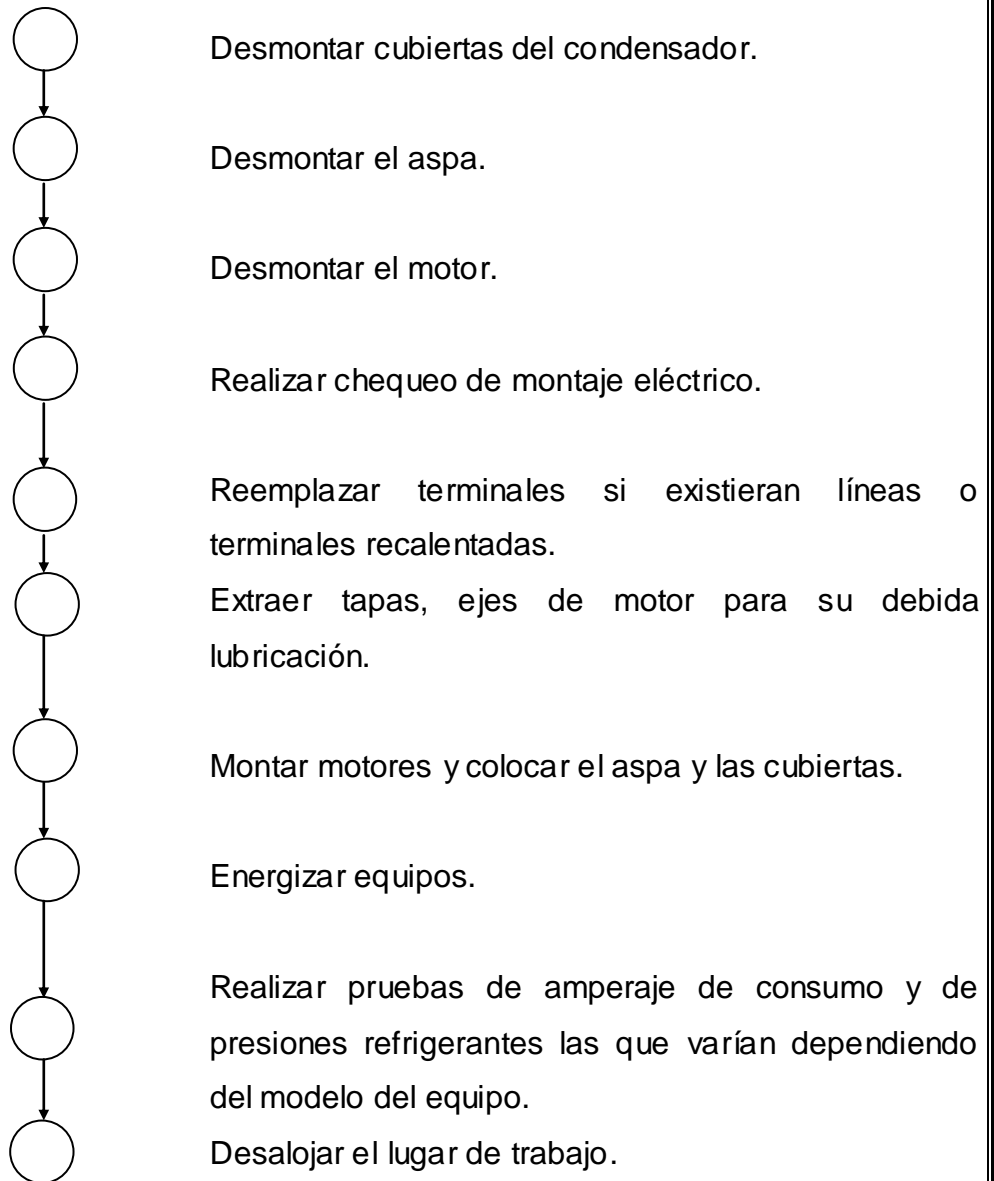 Desmontar cubiertas del condensador.
Desmontar el aspa.
Desmontar el motor.
Realizar chequeo de montaje eléctrico.
Reemplazar terminales si existieran líneas o
terminales recalentadas.
Extraer tapas, ejes de motor para su debida
lubricación.
Montar motores y colocar el aspa y las cubiertas.
Energizar equipos.
Realizar pruebas de amperaje de consumo y de
presiones refrigerantes las que varían dependiendo
del modelo del equipo.
Desalojar el lugar de trabajo.